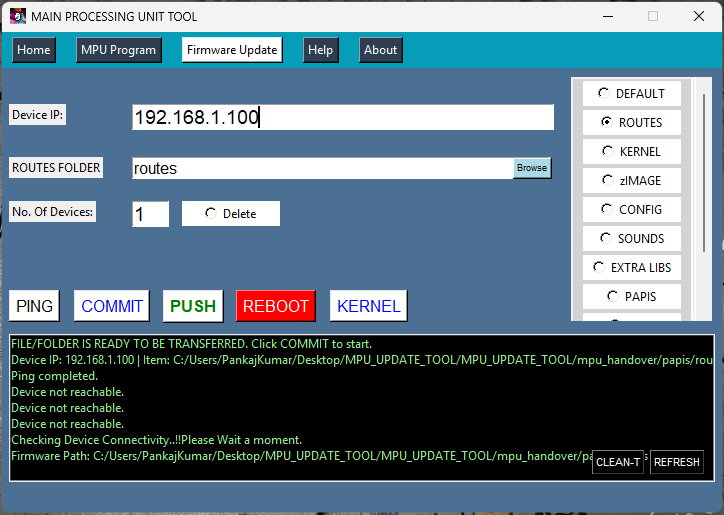 MAIN PROCESSING UNIT TOOL
Home MPU Program Firmware Update Help About
Device IP: 192.168.1.100
ROUTES FOLDER routes Browse
No. Of Devices: 1 Delete
DEFAULT
ROUTES
KERNEL
zIMAGE
CONFIG
SOUNDS
EXTRA LIBS
PAPIS
PING COMMIT PUSH REBOOT KERNEL
FILE/FOLDER IS READY TO BE TRANSFERRED. Click COMMIT to start.
Device IP: 192.168.1.100 | Item: C:/Users/PankajKumar/Desktop/MPU_UPDATE_TOOL/MPU_UPDATE_TOOL/mpu_handover/papis/rou
Ping completed.
Device not reachable.
Device not reachable.
Device not reachable.
Checking Device Connectivity..!!Please Wait a moment.
Firmware Path: C:/Users/PankajKumar/Desktop/MPU_UPDATE_TOOL/MPU_UPDATE_TOOL/mpu_handover/pa
CLEAN-T REFRESH